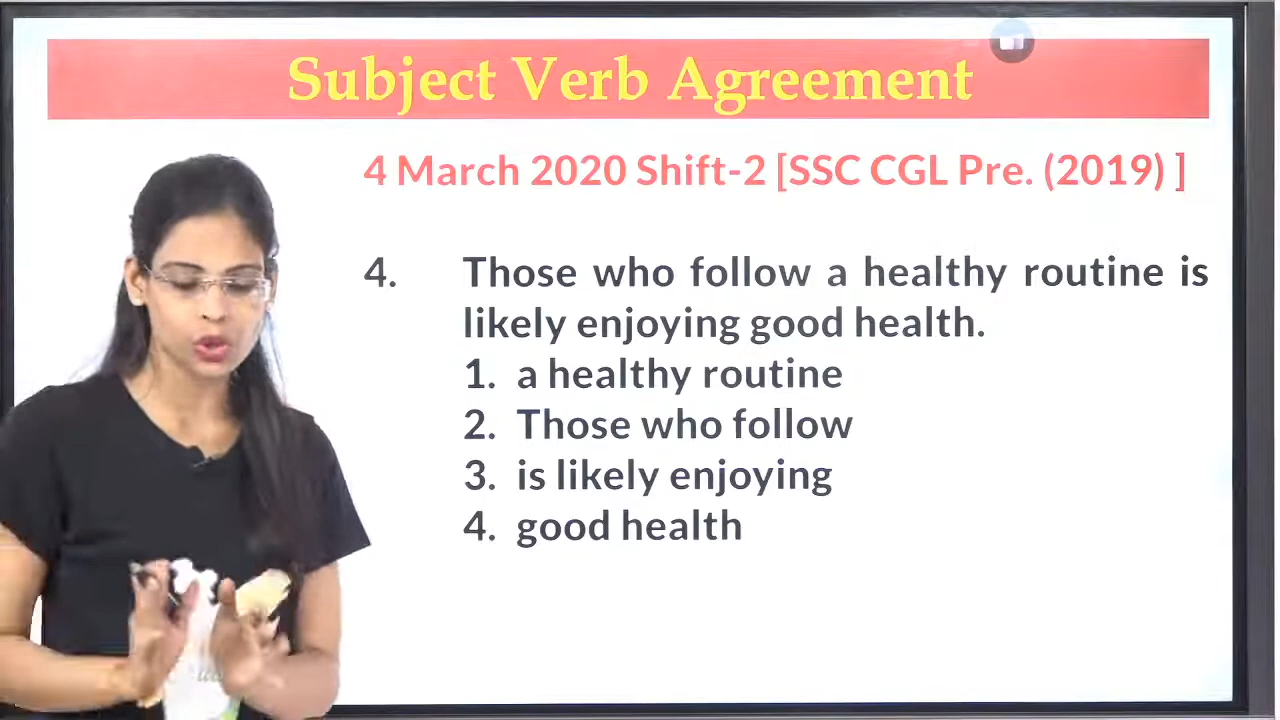 Subject Verb Agreement
4 March 2020 Shift-2 [SSC CGL Pre. (2019) ]
4. Those who follow a healthy routine is
likely enjoying good health.
1. a healthy routine
2. Those who follow
3. is likely enjoying
4. good health